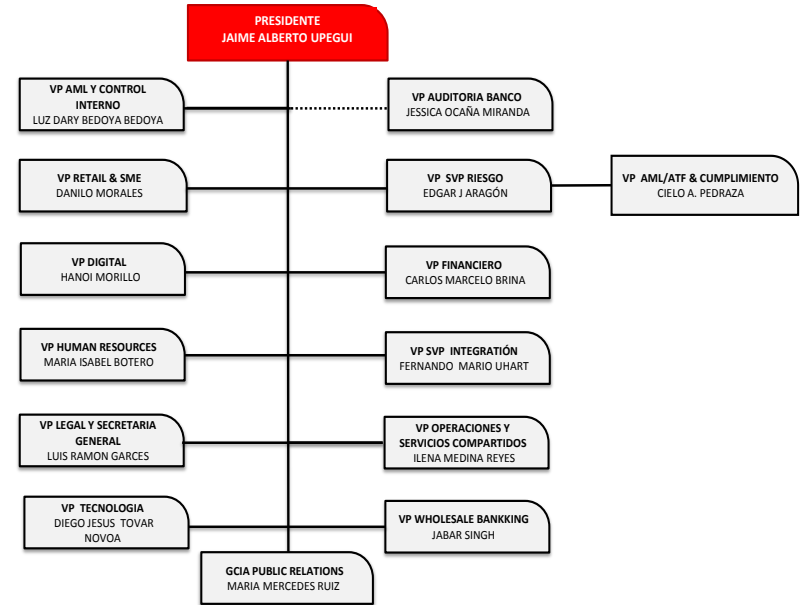 PRESIDENTE
JAIME ALBERTO UPEGUI
VP AML Y CONTROL
INTERNO
LUZ DARY BEDOYA BEDOYA
VP AUDITORIA BANCO
JESSICA OCAÑA MIRANDA
VP RETAIL & SME
DANILO MORALES
VP SVP RIESGO
EDGAR J ARAGÓN
VP AML/ATF & CUMPLIMIENTO
CIELO A. PEDRAZA
VP DIGITAL
HANOI MORILLO
VP FINANCIERO
CARLOS MARCELO BRINA
VP HUMAN RESOURCES
MARIA ISABEL BOTERO
VP SVP INTEGRATIÓN
FERNANDO MARIO UHART
VP LEGAL Y SECRETARIA
GENERAL
LUIS RAMON GARCES
VP OPERACIONES Y
SERVICIOS COMPARTIDOS
ILENA MEDINA REYES
VP TECNOLOGIA
DIEGO JESUS TOVAR
NOVOA
VP WHOLESALE BANKKING
JABAR SINGH
GCIA PUBLIC RELATIONS
MARIA MERCEDES RUIZ